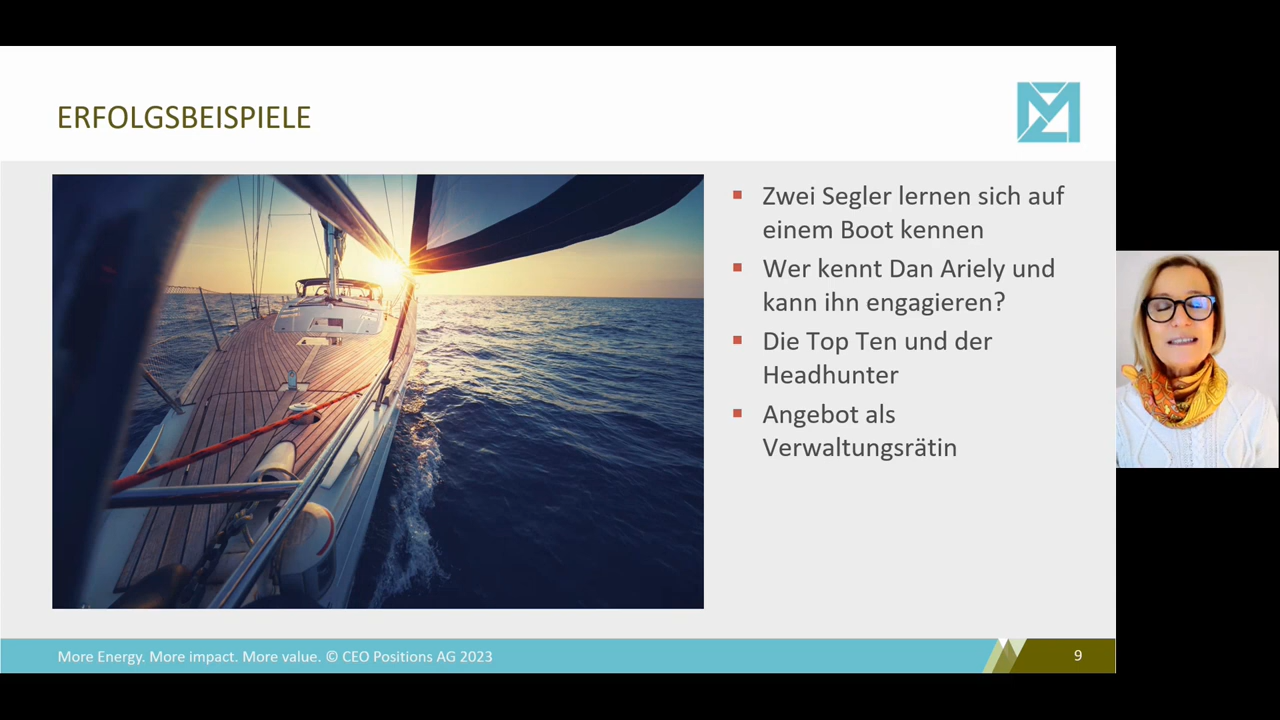 ERFOLGSBEISPIELE
Zwei Segler lernen sich auf
einem Boot kennen
Wer kennt Dan Ariely und
kann ihn engagieren?
Die Top Ten und der
Headhunter
Angebot als
Verwaltungsrätin
More Energy. More impact. More value. © CEO Positions AG 2023
9